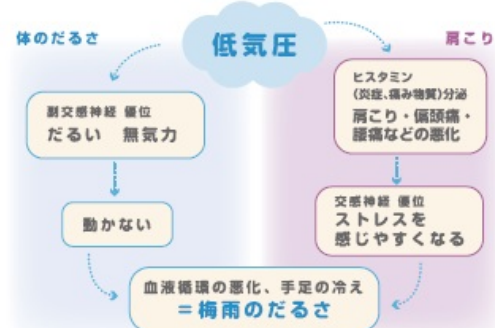 低気圧
体のだるさ
肩こり
副交感神経 優位
だるい 無気力
動かない
ヒスタミン
(炎症、痛み物質)分泌
肩こり・偏頭痛・
腰痛などの悪化
交感神経 優位
ストレスを
感じやすくなる
血液循環の悪化、手足の冷え
=梅雨のだるさ